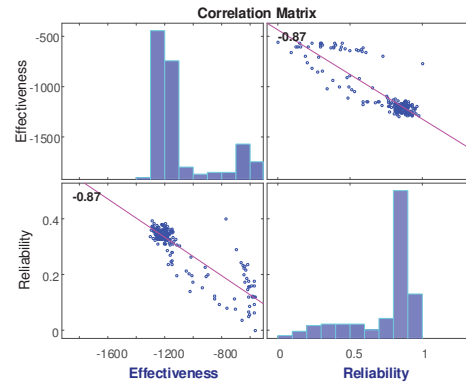 Correlation Matrix
-500
-1000
-1500
Effectiveness
-0.87
0.4
0.2
0
Reliability
-0.87
-1600
-1200
-800
0
0.5
1
Effectiveness
Reliability